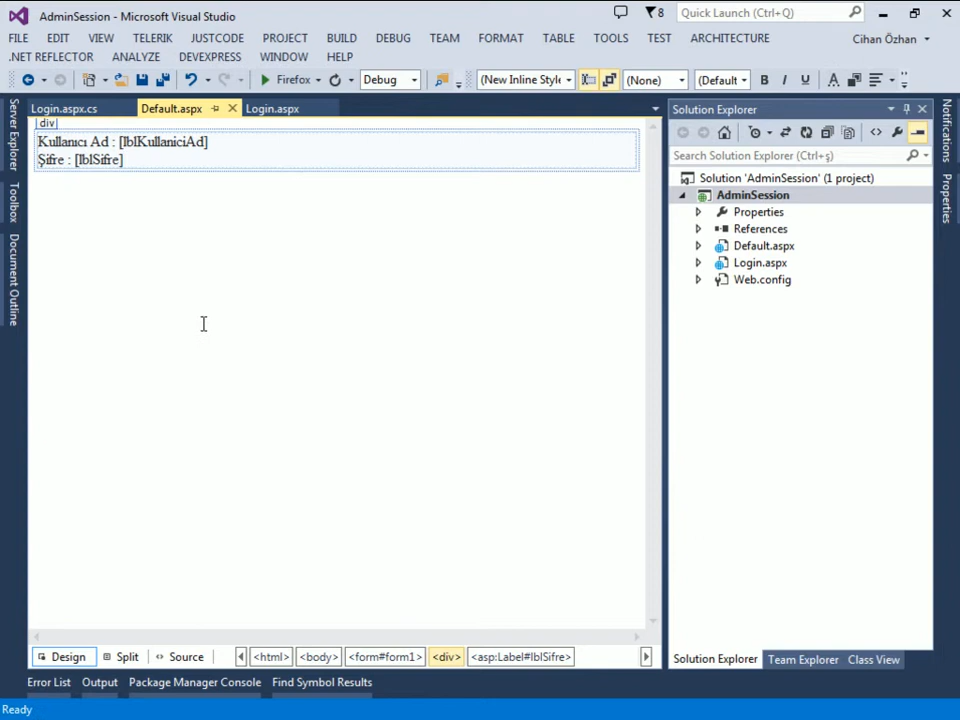 AdminSession - Microsoft Visual Studio
8
Quick Launch (Ctrl+Q)
FILE EDIT VIEW TELERIK JUSTCODE PROJECT BUILD DEBUG TEAM FORMAT TABLE TOOLS TEST ARCHITECTURE
Cihan Özhan
.NET REFLECTOR ANALYZE DEVEXPRESS WINDOW HELP
Firefox
Debug
(New Inline Style
(None)
(Default
B I U A
Login.aspx.cs Default.aspx Login.aspx
div
Kullanıcı Ad : [lblKullaniciAd]
Şifre : [lblSifre]
Server Explorer
Toolbox
Document Outline
Solution Explorer
Search Solution Explorer (Ctrl+ş)
Solution 'AdminSession' (1 project)
AdminSession
Properties
References
Default.aspx
Login.aspx
Web.config
Notifications
Properties
Design Split Source
<html> <body> <form#form1> <div> <asp:Label#lblSifre>
Solution Explorer Team Explorer Class View
Error List Output Package Manager Console Find Symbol Results
Ready